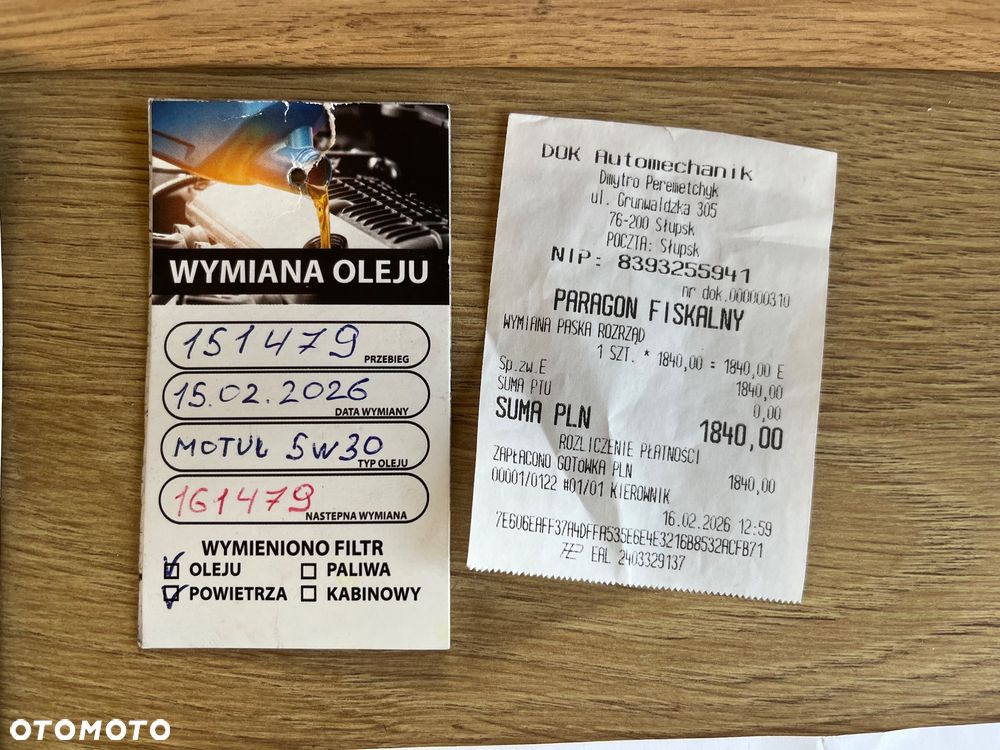 WYMIANA OLEJU
151479
PRZEBIEG
15.02.2026
DATA WYMIANY
MOTUL 5W30
TYP OLEJU
161479
NASTEPNA WYMIANA
WYMIENIONO FILTR
OLEJU PALIWA
POWIETRZA KABINOWY
DOK Automechanik
Dmytro Peremetchyk
ul. Grunwaldzka 305
76-200 Słupsk
POCZTA: Słupsk
NIP: 8393255941
nr dok.000000310
PARAGON FISKALNY
WYMIANA PASKA ROZRZĄD
1 SZT. * 1840,00 = 1840,00 E
Sp.zw.E 1840,00
SUMA PTU 0,00
SUMA PLN 1840,00
ROZLICZENIE PŁATNOŚCI
ZAPŁACONO GOTÓWKA PLN 1840,00
00001/0122 #01/01 KIEROWNIK
16.02.2026 12:59
7E606EAFF37A4DFFA535E6E4E3216B8532ACFB71
EAL 2403329137
OTOMOTO